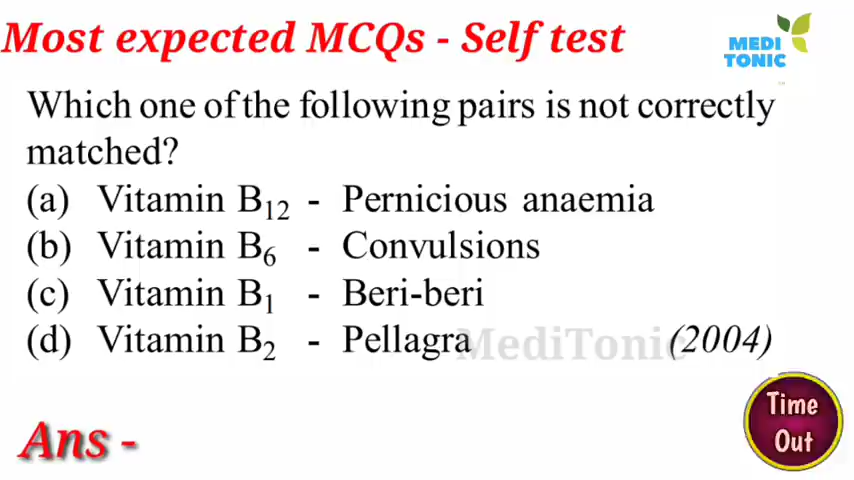 Most expected MCQs - Self test
MEDI
TONIC
Which one of the following pairs is not correctly
matched?
(a) Vitamin B₁₂ - Pernicious anaemia
(b) Vitamin B₆ - Convulsions
(c) Vitamin B₁ - Beri-beri
(d) Vitamin B₂ - Pellagra (2004)
MediTonic
Ans -
Time
Out